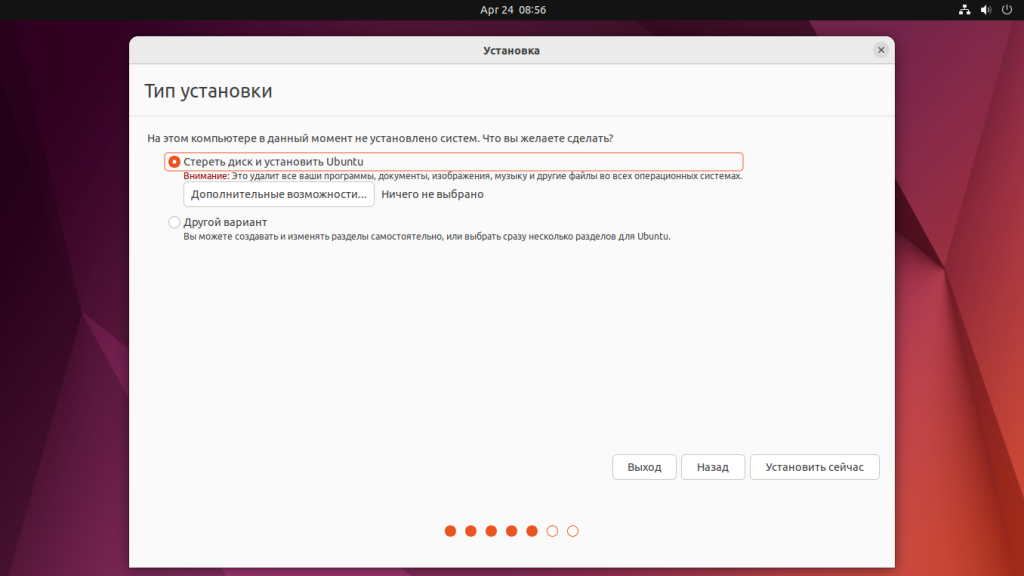 Apr 24 08:56
Установка
Тип установки
На этом компьютере в данный момент не установлено систем. Что вы желаете сделать?
Стереть диск и установить Ubuntu
Внимание: Это удалит все ваши программы, документы, изображения, музыку и другие файлы во всех операционных системах.
Дополнительные возможности... Ничего не выбрано
Другой вариант
Вы можете создавать и изменять разделы самостоятельно, или выбрать сразу несколько разделов для Ubuntu.
Выход Назад Установить сейчас